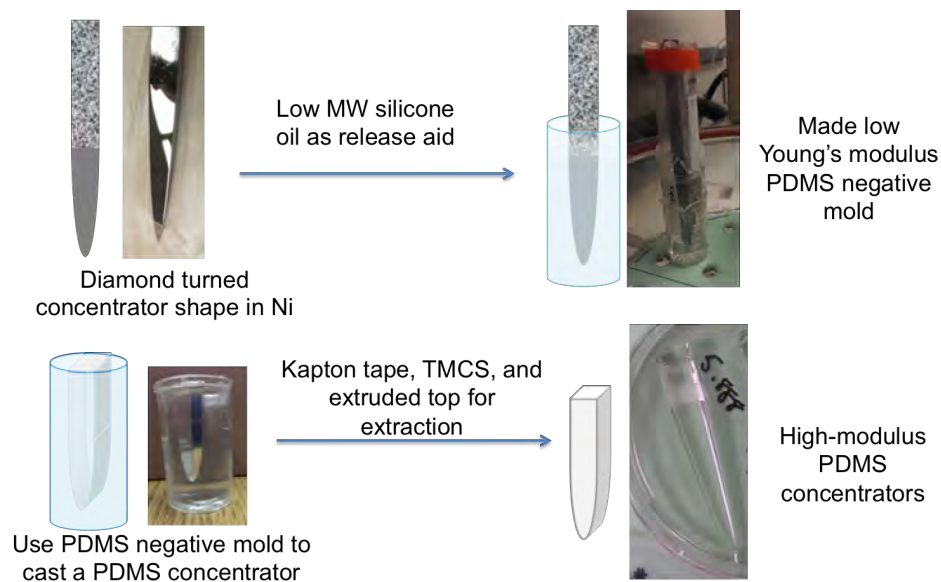 Low MW silicone
oil as release aid
Made low
Young's modulus
PDMS negative
mold
Diamond turned
concentrator shape in Ni
Kapton tape, TMCS, and
extruded top for
extraction
5.888
High-modulus
PDMS
concentrators
Use PDMS negative mold to
cast a PDMS concentrator